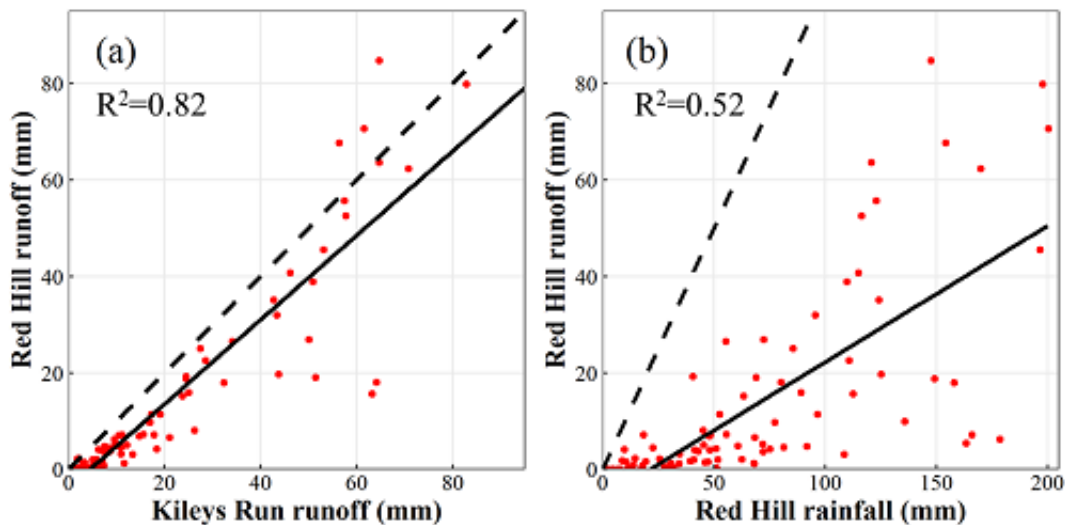 (a)
R²=0.82
Red Hill runoff (mm)
80
60
40
20
0
0 20 40 60 80
Kileys Run runoff (mm)
(b)
R²=0.52
Red Hill runoff (mm)
80
60
40
20
0
0 50 100 150 200
Red Hill rainfall (mm)